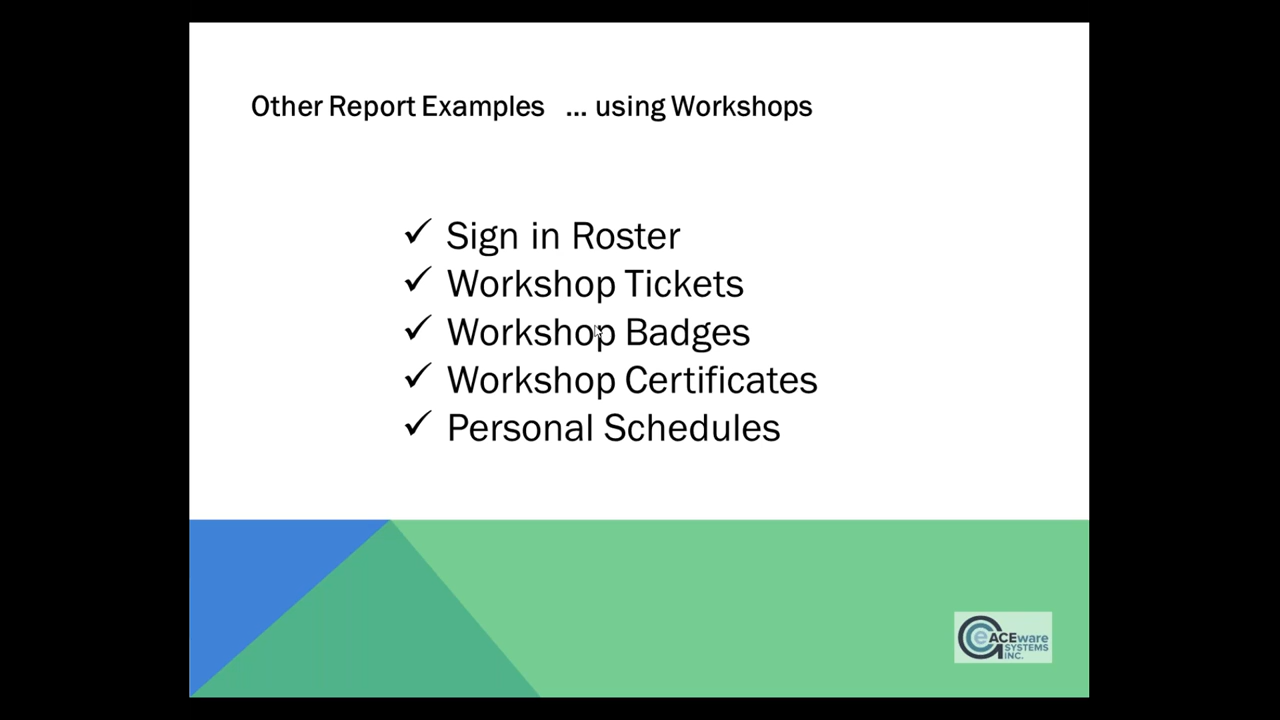 Other Report Examples ... using Workshops
✓ Sign in Roster
✓ Workshop Tickets
✓ Workshop Badges
✓ Workshop Certificates
✓ Personal Schedules
e ACEware
SYSTEMS
INC.